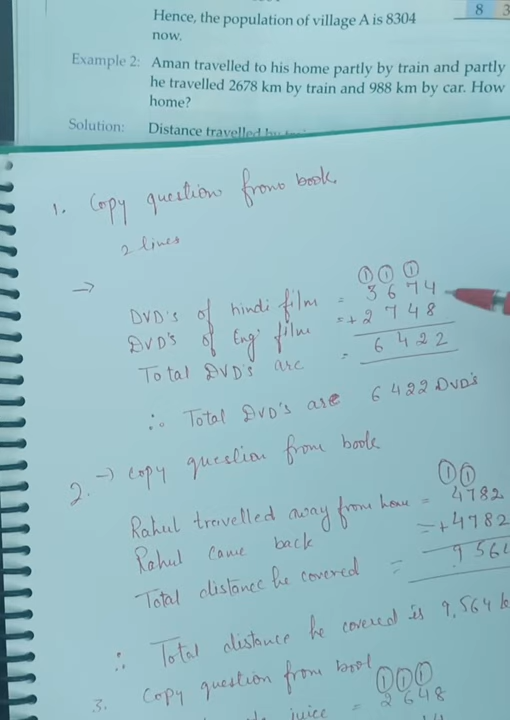 Hence, the population of village A is 8304
8 3
now.
Example 2: Aman travelled to his home partly by train and partly
he travelled 2678 km by train and 988 km by car. How
home?
Solution: Distance travelled by
1. Copy question from book
2 lines
→
① ① ①
DVD's of hindi film = 3674
DVD's of Eng' film = + 2748
Total DVD's are = 6422
∴ Total DVD's are 6422 DVD's
2. → Copy question from book
① ①
Rahul travelled away from home = 4782
Rahul came back = + 4782
Total distance he covered = 9564
∴ Total distance he covered is 9,564 k
3. Copy question from book
① ① ①
juice = 2648